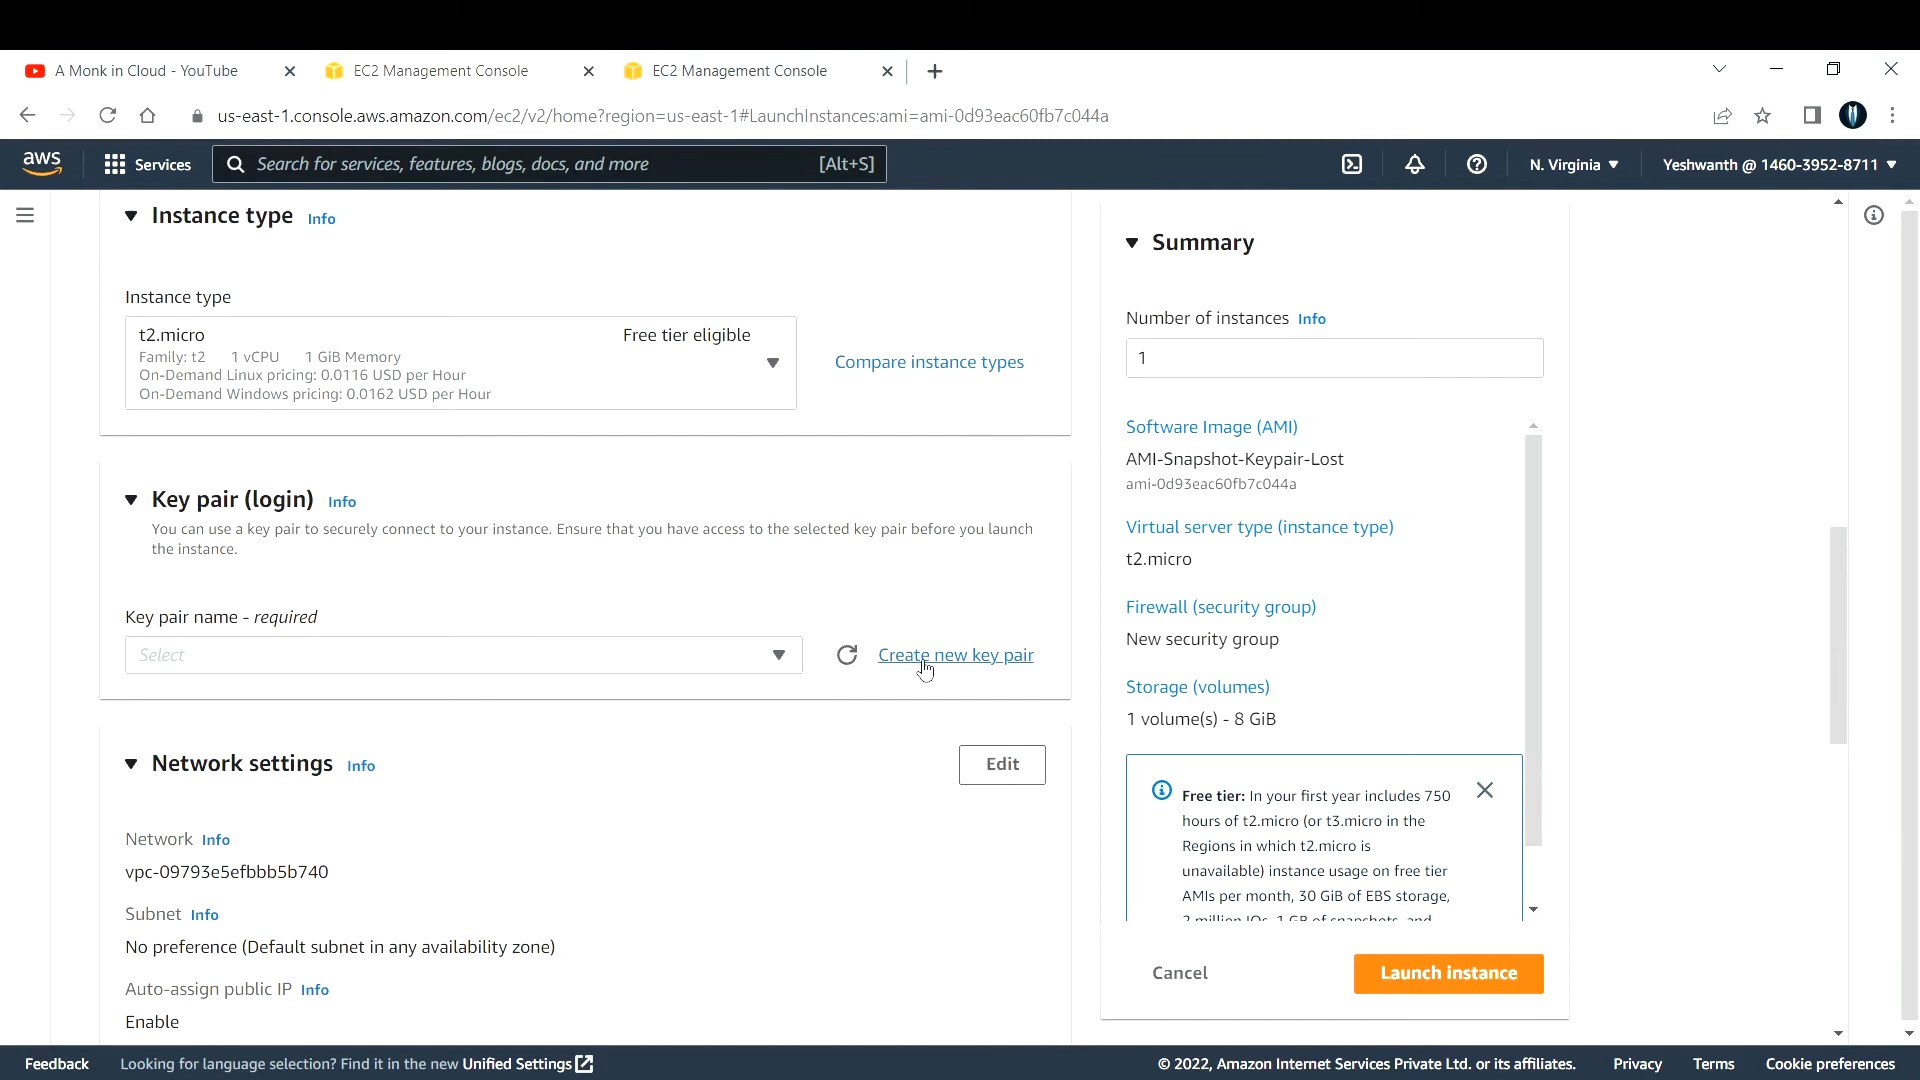 A Monk in Cloud - YouTube
EC2 Management Console
EC2 Management Console
us-east-1.console.aws.amazon.com/ec2/v2/home?region=us-east-1#LaunchInstances:ami=ami-0d93eac60fb7c044a
aws
Services
Search for services, features, blogs, docs, and more
[Alt+S]
N. Virginia
Yeshwanth @ 1460-3952-8711
Instance type Info
Instance type
t2.micro
Free tier eligible
Family: t2 1 vCPU 1 GiB Memory
On-Demand Linux pricing: 0.0116 USD per Hour
On-Demand Windows pricing: 0.0162 USD per Hour
Compare instance types
Key pair (login) Info
You can use a key pair to securely connect to your instance. Ensure that you have access to the selected key pair before you launch
the instance.
Key pair name - required
Select
Create new key pair
Network settings Info
Edit
Network Info
vpc-09793e5efbbb5b740
Subnet Info
No preference (Default subnet in any availability zone)
Auto-assign public IP Info
Enable
Summary
Number of instances Info
1
Software Image (AMI)
AMI-Snapshot-Keypair-Lost
ami-0d93eac60fb7c044a
Virtual server type (instance type)
t2.micro
Firewall (security group)
New security group
Storage (volumes)
1 volume(s) - 8 GiB
Free tier: In your first year includes 750
hours of t2.micro (or t3.micro in the
Regions in which t2.micro is
unavailable) instance usage on free tier
AMIs per month, 30 GiB of EBS storage,
2 million IOs, 1 GB of snapshots, and
Cancel
Launch instance
Feedback
Looking for language selection? Find it in the new Unified Settings
© 2022, Amazon Internet Services Private Ltd. or its affiliates.
Privacy
Terms
Cookie preferences